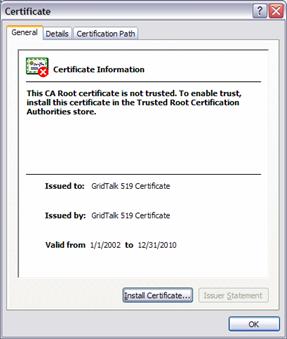 Certificate
General Details Certification Path
Certificate Information
This CA Root certificate is not trusted. To enable trust,
install this certificate in the Trusted Root Certification
Authorities store.
Issued to: GridTalk 519 Certificate
Issued by: GridTalk 519 Certificate
Valid from 1/1/2002 to 12/31/2010
Install Certificate... Issuer Statement
OK